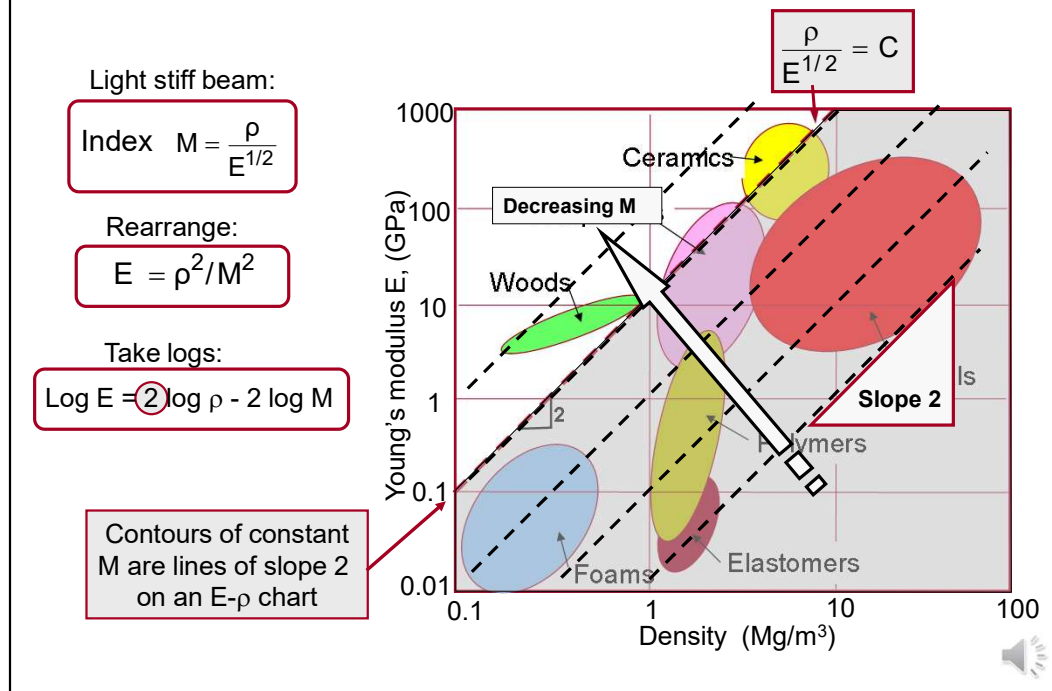 Light stiff beam:
Index M = ρ / E^1/2
Rearrange:
E = ρ²/M²
Take logs:
Log E = 2 log ρ - 2 log M
Contours of constant
M are lines of slope 2
on an E-ρ chart
ρ / E^1/2 = C
Young's modulus E, (GPa)
1000
100
10
1
0.1
0.01
Ceramics
Decreasing M
Woods
2
Slope 2
ls
Polymers
Foams
Elastomers
0.1
1
10
100
Density (Mg/m³)